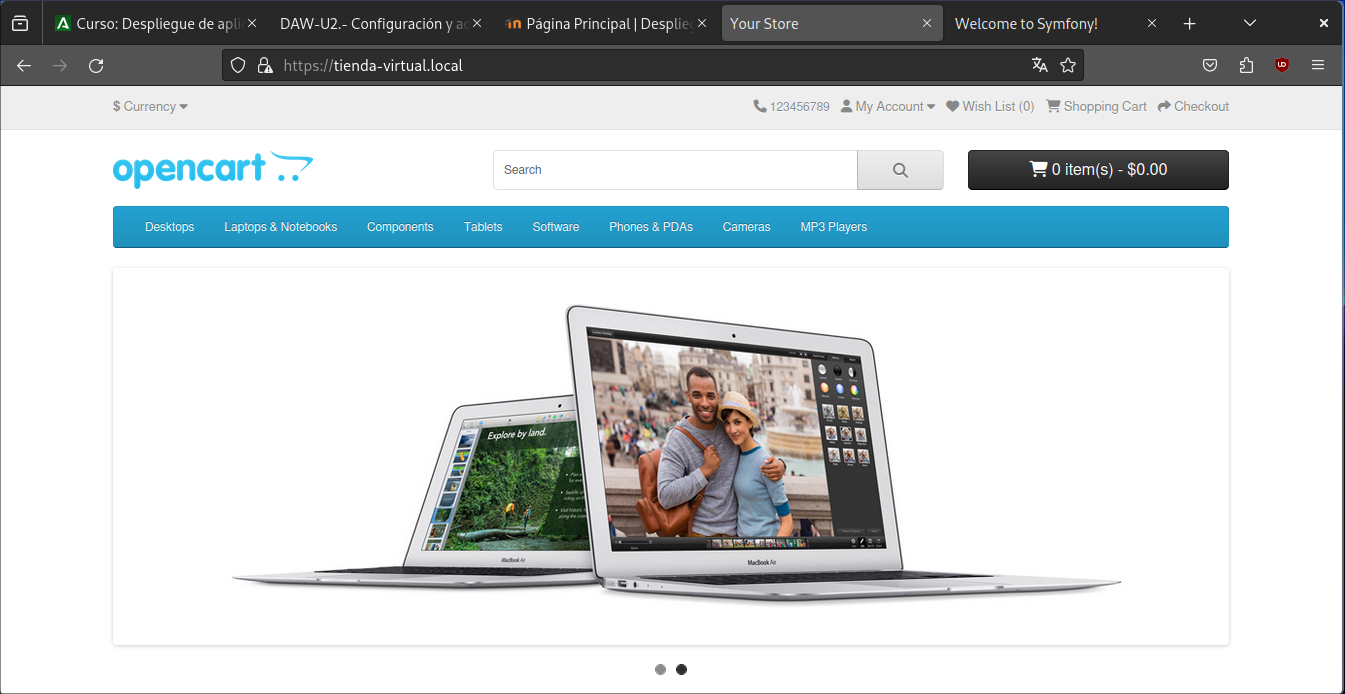 Curso: Despliegue de apli
DAW-U2.- Configuración y a
Página Principal | Desplie
Your Store
Welcome to Symfony!
https://tienda-virtual.local
$ Currency
123456789
My Account
Wish List (0)
Shopping Cart
Checkout
opencart
Search
0 item(s) - $0.00
Desktops
Laptops & Notebooks
Components
Tablets
Software
Phones & PDAs
Cameras
MP3 Players
Explore by land.
MacBook Air
MacBook Air